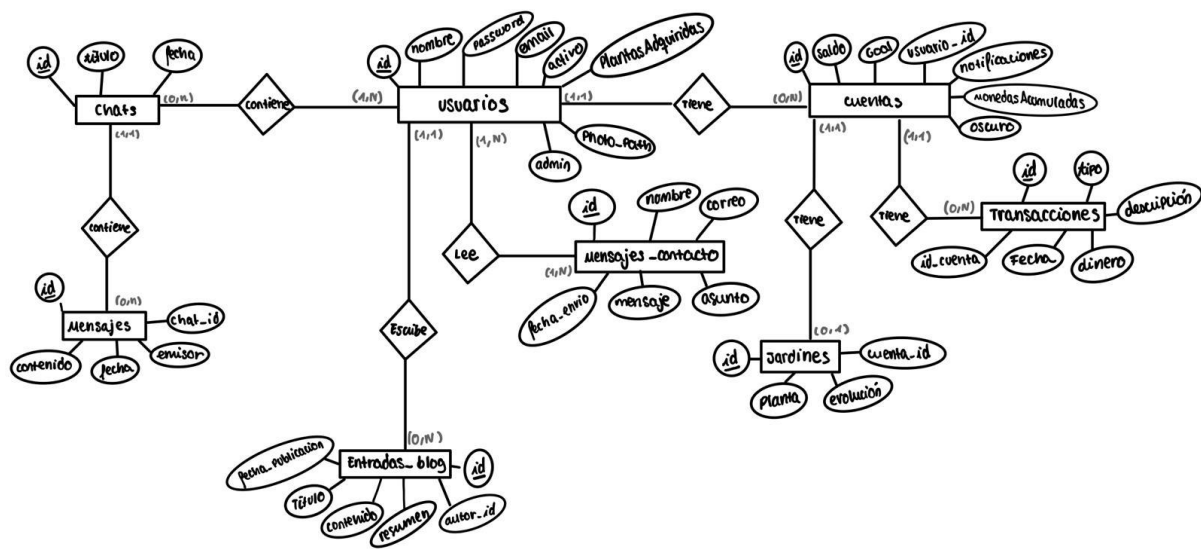 id
título
fecha
Chats
(0,n)
(1,1)
contiene
contiene
(0,n)
id
Mensajes
chat_id
contenido
fecha
emisor
id
nombre
password
email
activo
PlantasAdquiridas
(1,N)
usuarios
(1,1)
(1,1)
(1,N)
admin
Photo_Path
Tiene
id
saldo
Goal
usuario_id
notificaciones
MonedasAcumuladas
oscuro
(0,N)
cuentas
(1,1)
(1,1)
Lee
(1,N)
id
nombre
correo
Mensajes_contacto
fecha_envio
mensaje
asunto
Tiene
Tiene
(0,N)
id
tipo
Transacciones
descripción
id_cuenta
Fecha
dinero
Escribe
(0,1)
id
Jardines
cuenta_id
Planta
evolución
(0,N)
fecha_Publicacion
Entradas_blog
id
Título
contenido
resumen
autor_id